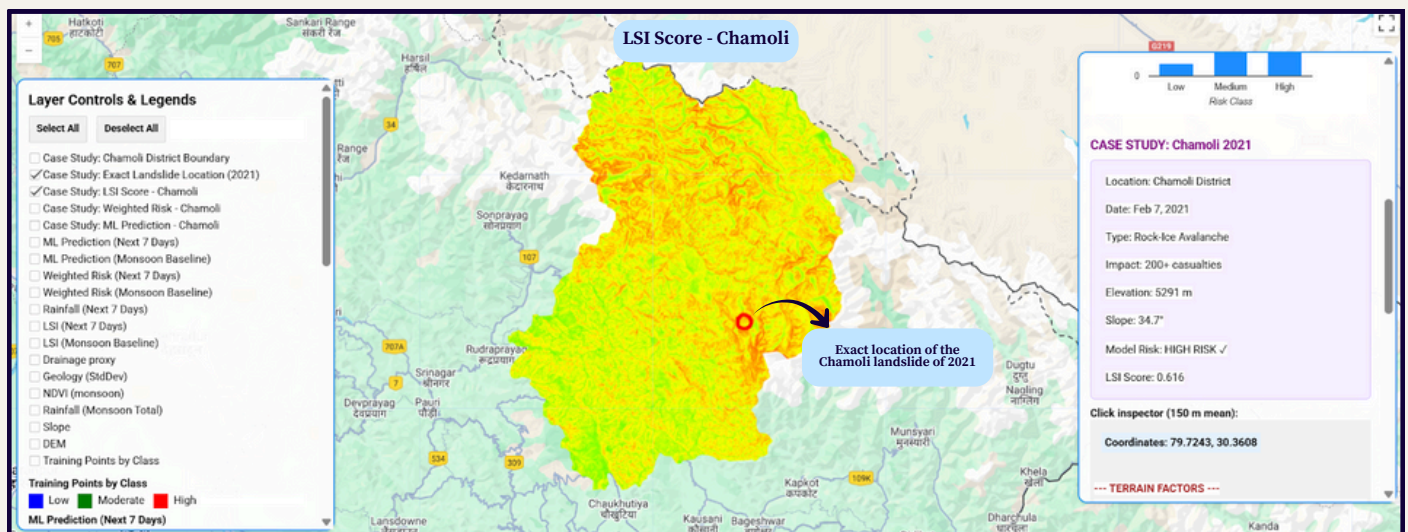 LSI Score - Chamoli
Hatkoti
हाटकोटी
Sankari Range
संकरी रेंज
705
707
Harsil
हर्षिल
34
Range
रेंज
Kedarnath
केदारनाथ
Sonprayag
सोनप्रयाग
107
707A
Rudraprayag
रूद्रप्रयाग
Srinagar
श्रीनगर
7
Devprayag
देवप्रयाग
Pauri
पौड़ी
534
309
Lansdowne
Chaukhutiya
चौखुटिया
Kausani
कौसानी
Bageshwar
Kapkot
कपकोट
109K
Munsyari
मुनस्यारी
Dugtu
दुग्तु
Nagling
नागलिंग
Khela
खेला
Dharchula
Kanda
G219
+
−
Layer Controls & Legends
Select All
Deselect All
Case Study: Chamoli District Boundary
Case Study: Exact Landslide Location (2021)
Case Study: LSI Score - Chamoli
Case Study: Weighted Risk - Chamoli
Case Study: ML Prediction - Chamoli
ML Prediction (Next 7 Days)
ML Prediction (Monsoon Baseline)
Weighted Risk (Next 7 Days)
Weighted Risk (Monsoon Baseline)
Rainfall (Next 7 Days)
LSI (Next 7 Days)
LSI (Monsoon Baseline)
Drainage proxy
Geology (StdDev)
NDVI (monsoon)
Rainfall (Monsoon Total)
Slope
DEM
Training Points by Class
Training Points by Class
Low Moderate High
ML Prediction (Next 7 Days)
Exact location of the
Chamoli landslide of 2021
0
Low Medium High
Risk Class
CASE STUDY: Chamoli 2021
Location: Chamoli District
Date: Feb 7, 2021
Type: Rock-Ice Avalanche
Impact: 200+ casualties
Elevation: 5291 m
Slope: 34.7°
Model Risk: HIGH RISK ✓
LSI Score: 0.616
Click inspector (150 m mean):
Coordinates: 79.7243, 30.3608
--- TERRAIN FACTORS ---